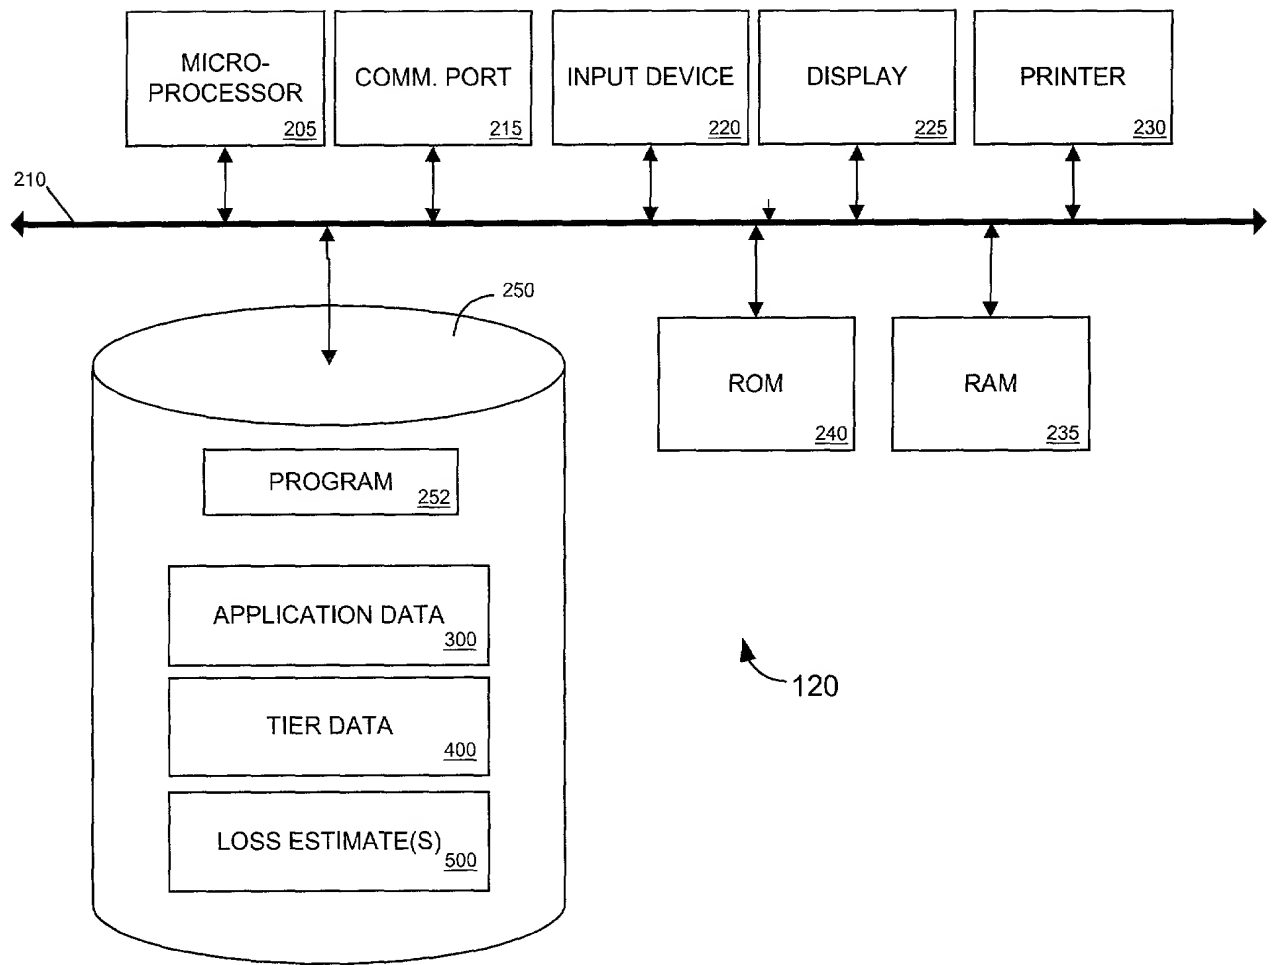 MICRO-
PROCESSOR
205
COMM. PORT
215
INPUT DEVICE
220
DISPLAY
225
PRINTER
230
210
250
ROM
240
RAM
235
PROGRAM
252
APPLICATION DATA
300
TIER DATA
400
LOSS ESTIMATE(S)
500
120